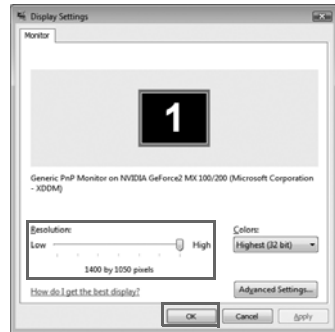 Display Settings
Monitor
1
Generic PnP Monitor on NVIDIA GeForce2 MX 100/200 (Microsoft Corporation
- XDDM)
Resolution:
Low High
1400 by 1050 pixels
Colors:
Highest (32 bit)
How do I get the best display?
Advanced Settings...
OK Cancel Apply